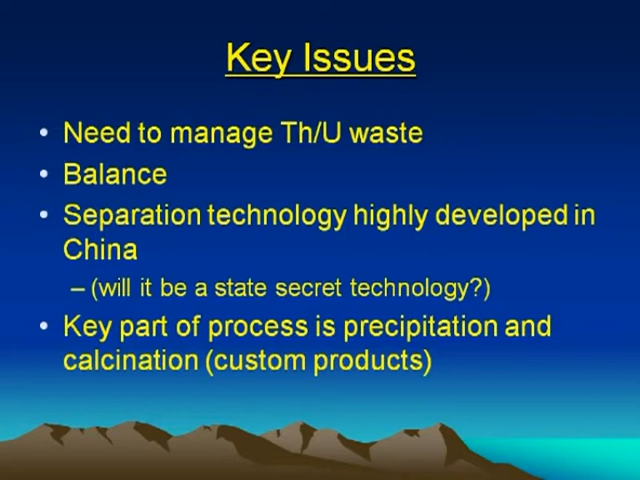 Key Issues
• Need to manage Th/U waste
• Balance
• Separation technology highly developed in
China
– (will it be a state secret technology?)
• Key part of process is precipitation and
calcination (custom products)